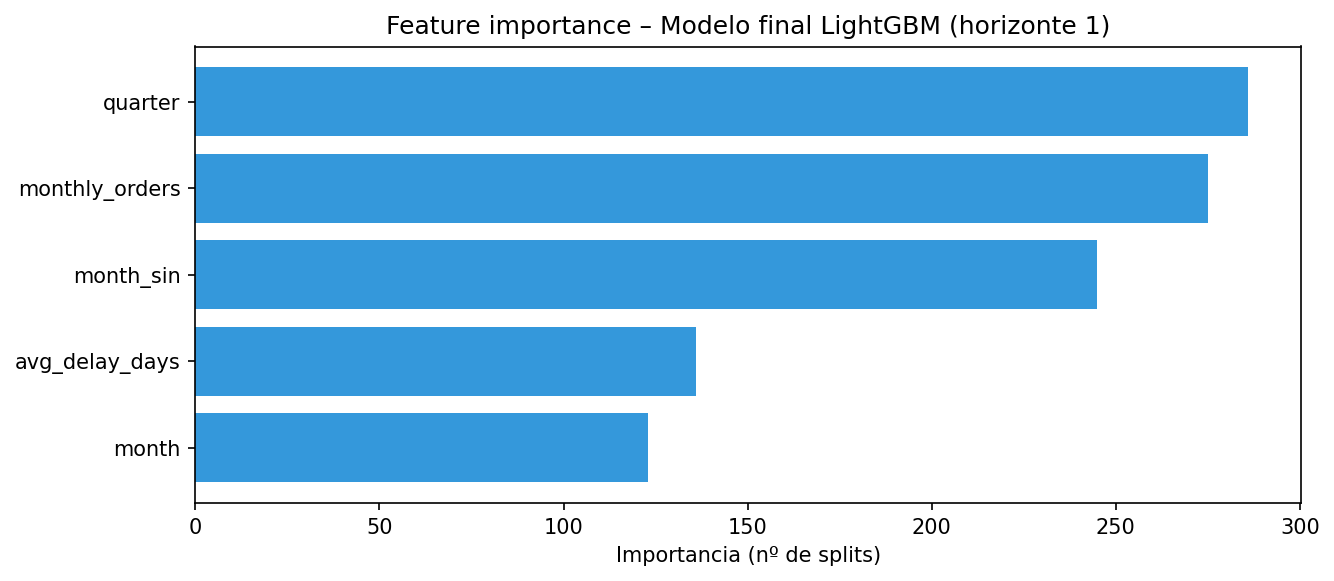 Feature importance – Modelo final LightGBM (horizonte 1)
quarter
monthly_orders
month_sin
avg_delay_days
month
0 50 100 150 200 250 300
Importancia (nº de splits)